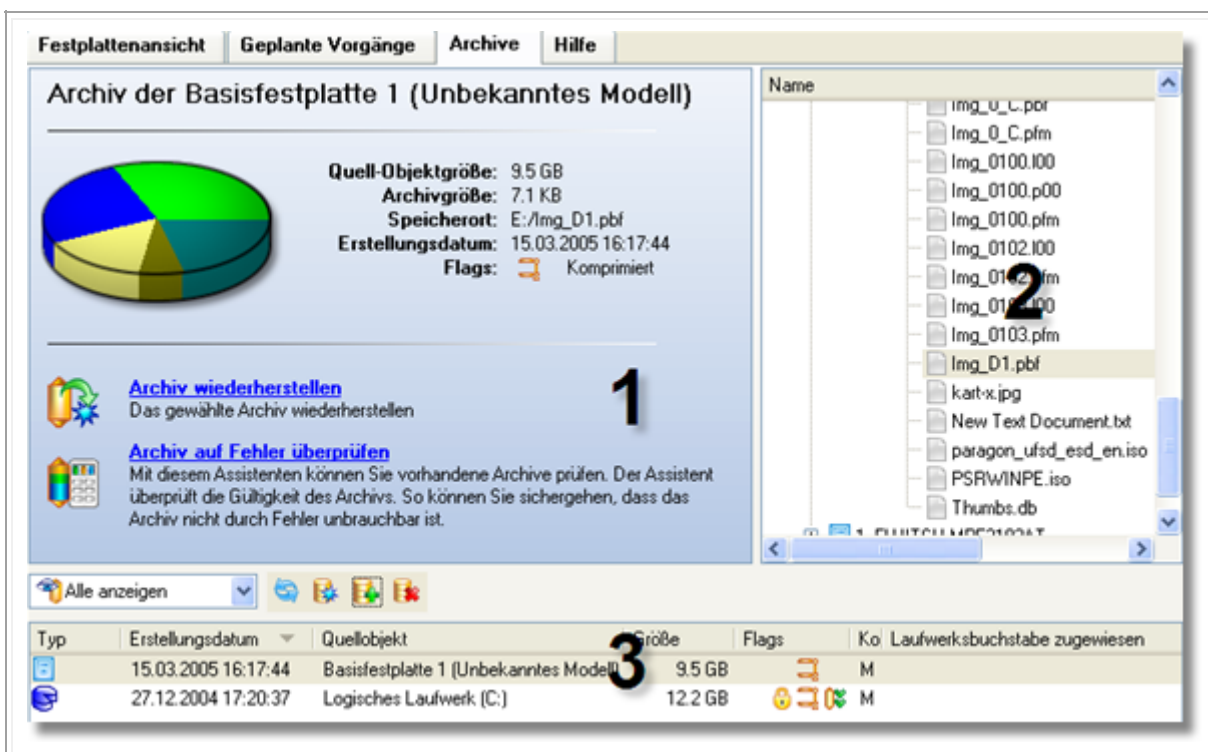 Festplattenansicht Geplante Vorgänge Archive Hilfe
Archiv der Basisfestplatte 1 (Unbekanntes Modell)
Quell-Objektgröße: 9.5 GB
Archivgröße: 7.1 KB
Speicherort: E:/Img_D1.pbf
Erstellungsdatum: 15.03.2005 16:17:44
Flags: Komprimiert
Archiv wiederherstellen
Das gewählte Archiv wiederherstellen
1
Archiv auf Fehler überprüfen
Mit diesem Assistenten können Sie vorhandene Archive prüfen. Der Assistent
überprüft die Gültigkeit des Archivs. So können Sie sichergehen, dass das
Archiv nicht durch Fehler unbrauchbar ist.
Name
Img_0_C.pbf
Img_0_C.pfm
Img_0100.I00
Img_0100.p00
Img_0100.pfm
Img_0102.I00
2
Img_0103.pfm
Img_D1.pbf
kart-x.jpg
New Text Document.txt
paragon_ufsd_esd_en.iso
PSRWINPE.iso
Thumbs.db
Alle anzeigen
Typ Erstellungsdatum Quellobjekt Größe Flags Ko Laufwerksbuchstabe zugewiesen
3
15.03.2005 16:17:44 Basisfestplatte 1 (Unbekanntes Modell) 9.5 GB M
27.12.2004 17:20:37 Logisches Laufwerk (C:) 12.2 GB M